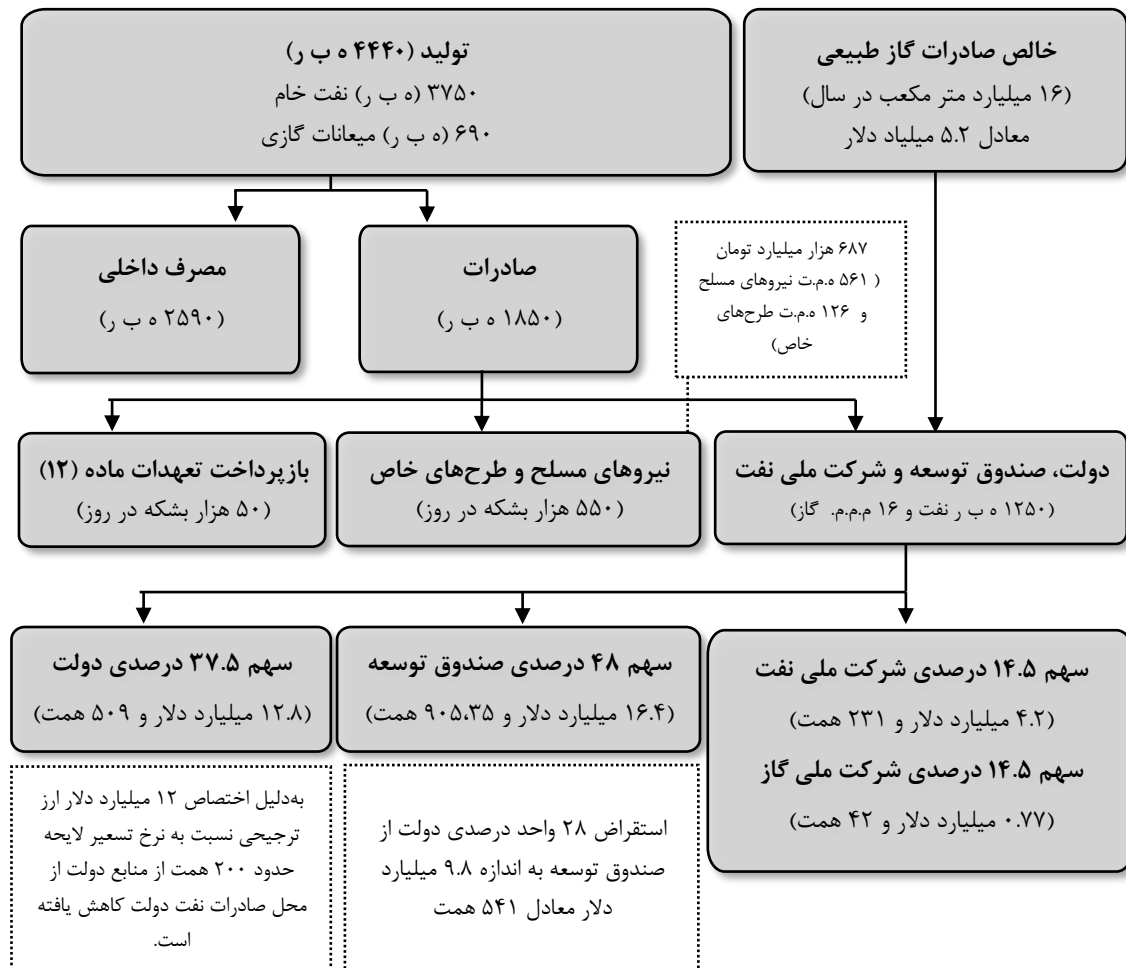 تولید (۴۴۴۰ ه ب ر)
۳۷۵۰ (ه ب ر) نفت خام
۶۹۰ (ه ب ر) میعانات گازی
خالص صادرات گاز طبیعی
(۱۶ میلیارد متر مکعب در سال)
معادل ۵.۲ میلیاد دلار
صادرات
(۱۸۵۰ ه ب ر)
مصرف داخلی
(۲۵۹۰ ه ب ر)
۶۸۷ هزار میلیارد تومان
( ۵۶۱ ه.م.ت نیروهای مسلح
و ۱۲۶ ه.م.ت طرح‌های
خاص)
دولت، صندوق توسعه و شرکت ملی نفت
(۱۲۵۰ ه ب ر نفت و ۱۶ م.م.م. گاز)
نیروهای مسلح و طرح‌های خاص
(۵۵۰ هزار بشکه در روز)
بازپرداخت تعهدات ماده (۱۲)
(۵۰ هزار بشکه در روز)
سهم ۱۴.۵ درصدی شرکت ملی نفت
(۴.۲ میلیارد دلار و ۲۳۱ همت)
سهم ۱۴.۵ درصدی شرکت ملی گاز
(۰.۷۷ میلیارد دلار و ۴۲ همت)
سهم ۴۸ درصدی صندوق توسعه
(۱۶.۴ میلیارد دلار و ۹۰۵،۳۵ همت)
سهم ۳۷.۵ درصدی دولت
(۱۲.۸ میلیارد دلار و ۵۰۹ همت)
استقراض ۲۸ واحد درصدی دولت از
صندوق توسعه به اندازه ۹.۸ میلیارد
دلار معادل ۵۴۱ همت
به‌دلیل اختصاص ۱۲ میلیارد دلار ارز
ترجیحی نسبت به نرخ تسعیر لایحه
حدود ۲۰۰ همت از منابع دولت از
محل صادرات نفت دولت کاهش یافته
است.